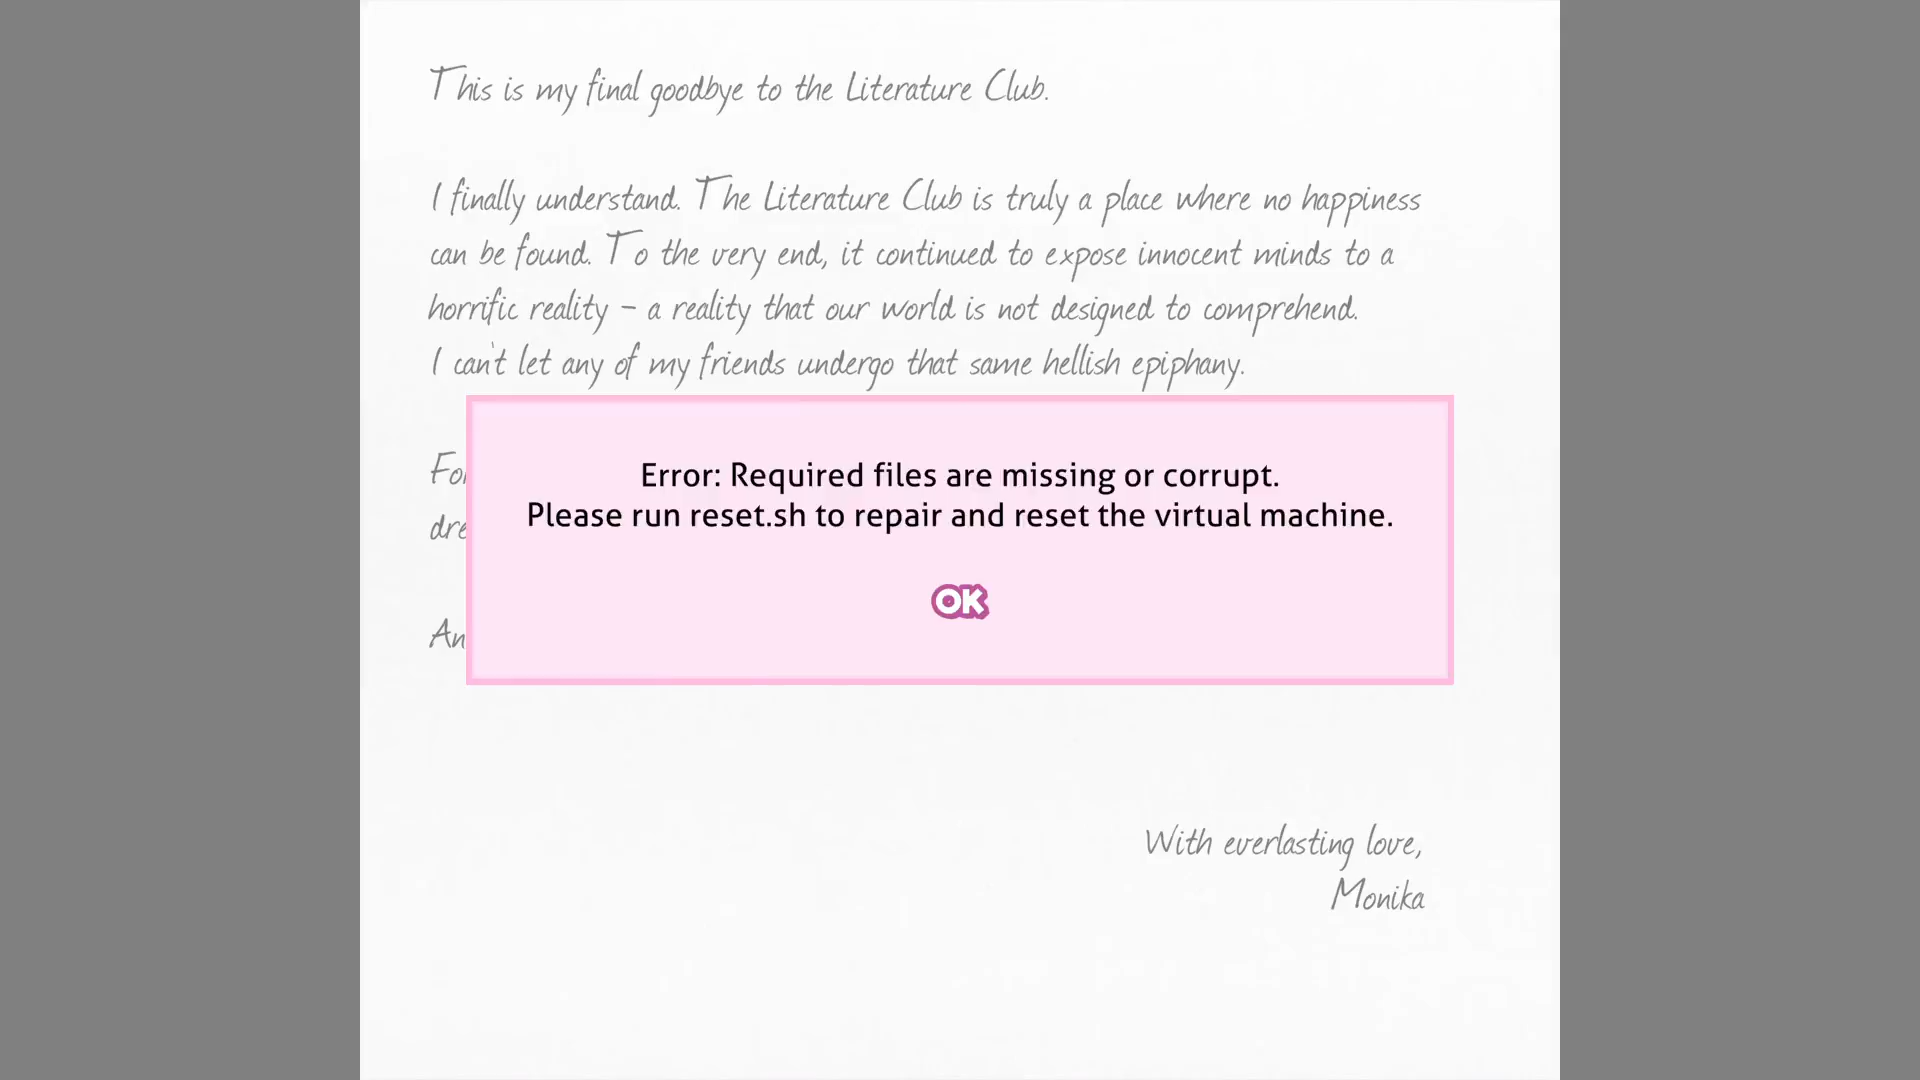 This is my final goodbye to the Literature Club.
I finally understand. The Literature Club is truly a place where no happiness
can be found. To the very end, it continued to expose innocent minds to a
horrific reality – a reality that our world is not designed to comprehend.
I can't let any of my friends undergo that same hellish epiphany.
Error: Required files are missing or corrupt.
Please run reset.sh to repair and reset the virtual machine.
OK
With everlasting love,
Monika